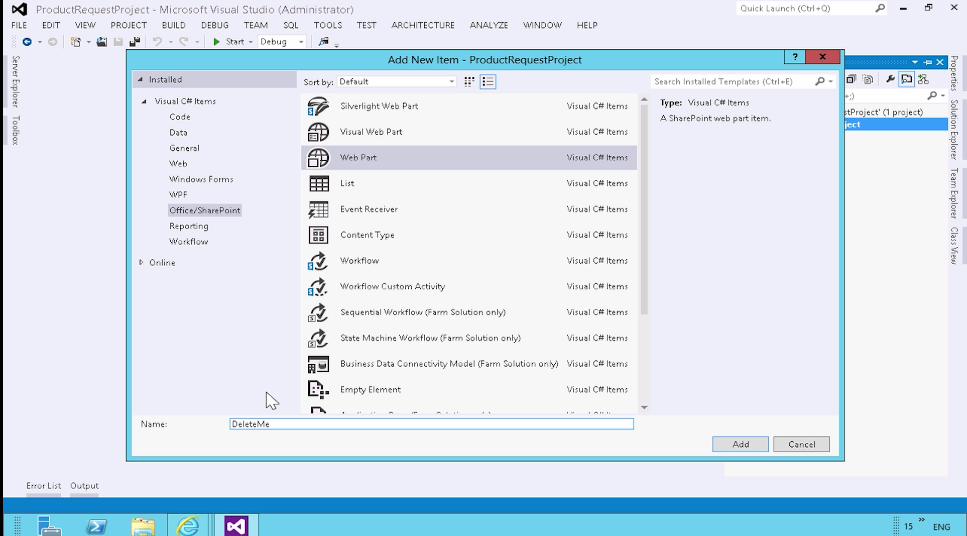 ProductRequestProject - Microsoft Visual Studio (Administrator)
Quick Launch (Ctrl+Q)
FILE EDIT VIEW PROJECT BUILD DEBUG TEAM SQL TOOLS TEST ARCHITECTURE ANALYZE WINDOW HELP
Start Debug
Add New Item - ProductRequestProject
?
Server Explorer
Toolbox
Installed
Visual C# Items
Code
Data
General
Web
Windows Forms
WPF
Office/SharePoint
Reporting
Workflow
Online
Sort by: Default
Search Installed Templates (Ctrl+E)
Silverlight Web Part Visual C# Items
Visual Web Part Visual C# Items
Web Part Visual C# Items
List Visual C# Items
Event Receiver Visual C# Items
Content Type Visual C# Items
Workflow Visual C# Items
Workflow Custom Activity Visual C# Items
Sequential Workflow (Farm Solution only) Visual C# Items
State Machine Workflow (Farm Solution only) Visual C# Items
Business Data Connectivity Model (Farm Solution only) Visual C# Items
Empty Element Visual C# Items
Type: Visual C# Items
A SharePoint web part item.
+;)
stProject' (1 project)
ject
Properties
Solution Explorer
Team Explorer
Class View
Name: DeleteMe
Add Cancel
Error List Output
15 ENG